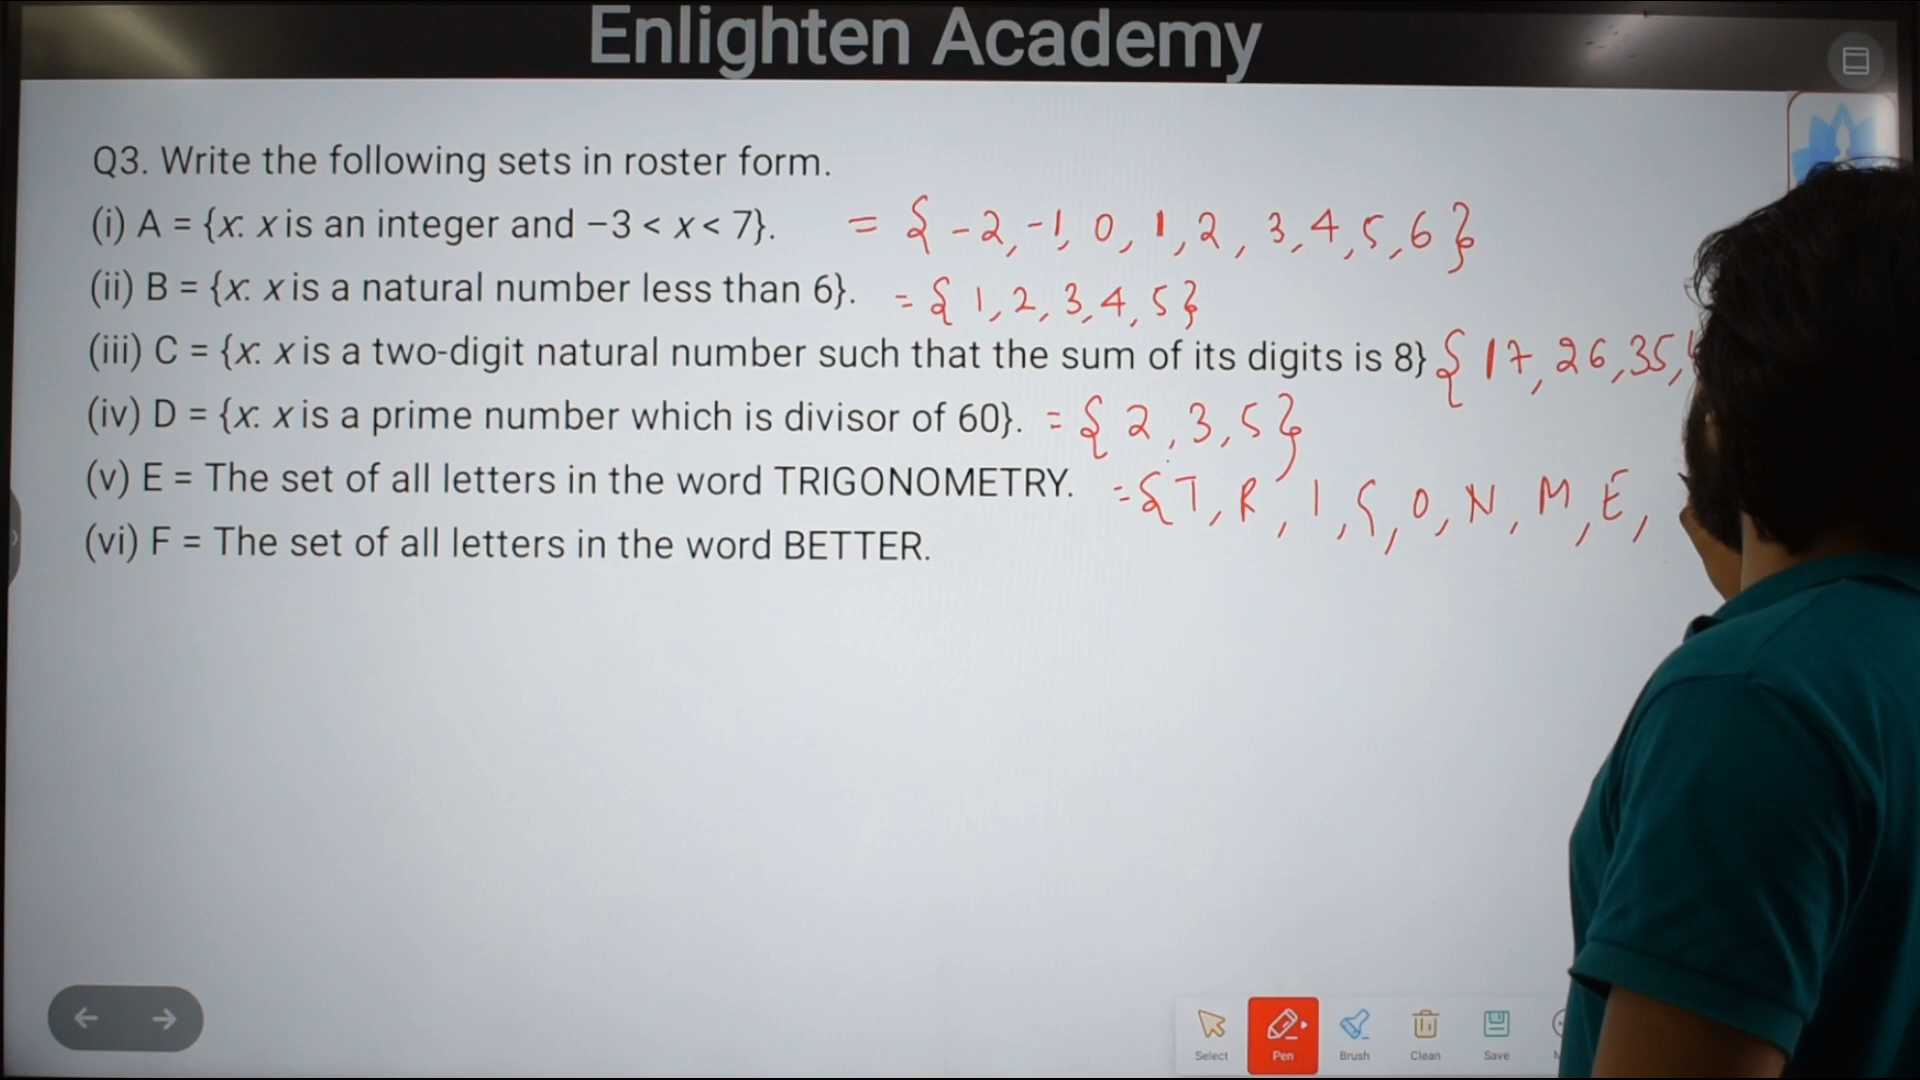 Enlighten Academy
Q3. Write the following sets in roster form.
(i) A = {x: x is an integer and −3 < x < 7}. = { -2, -1, 0, 1, 2, 3, 4, 5, 6 }
(ii) B = {x: x is a natural number less than 6}. = { 1, 2, 3, 4, 5 }
(iii) C = {x: x is a two-digit natural number such that the sum of its digits is 8} { 17, 26, 35,
(iv) D = {x: x is a prime number which is divisor of 60}. = { 2, 3, 5 }
(v) E = The set of all letters in the word TRIGONOMETRY. = { T, R, I, G, O, N, M, E,
(vi) F = The set of all letters in the word BETTER.
Select Pen Brush Clean Save